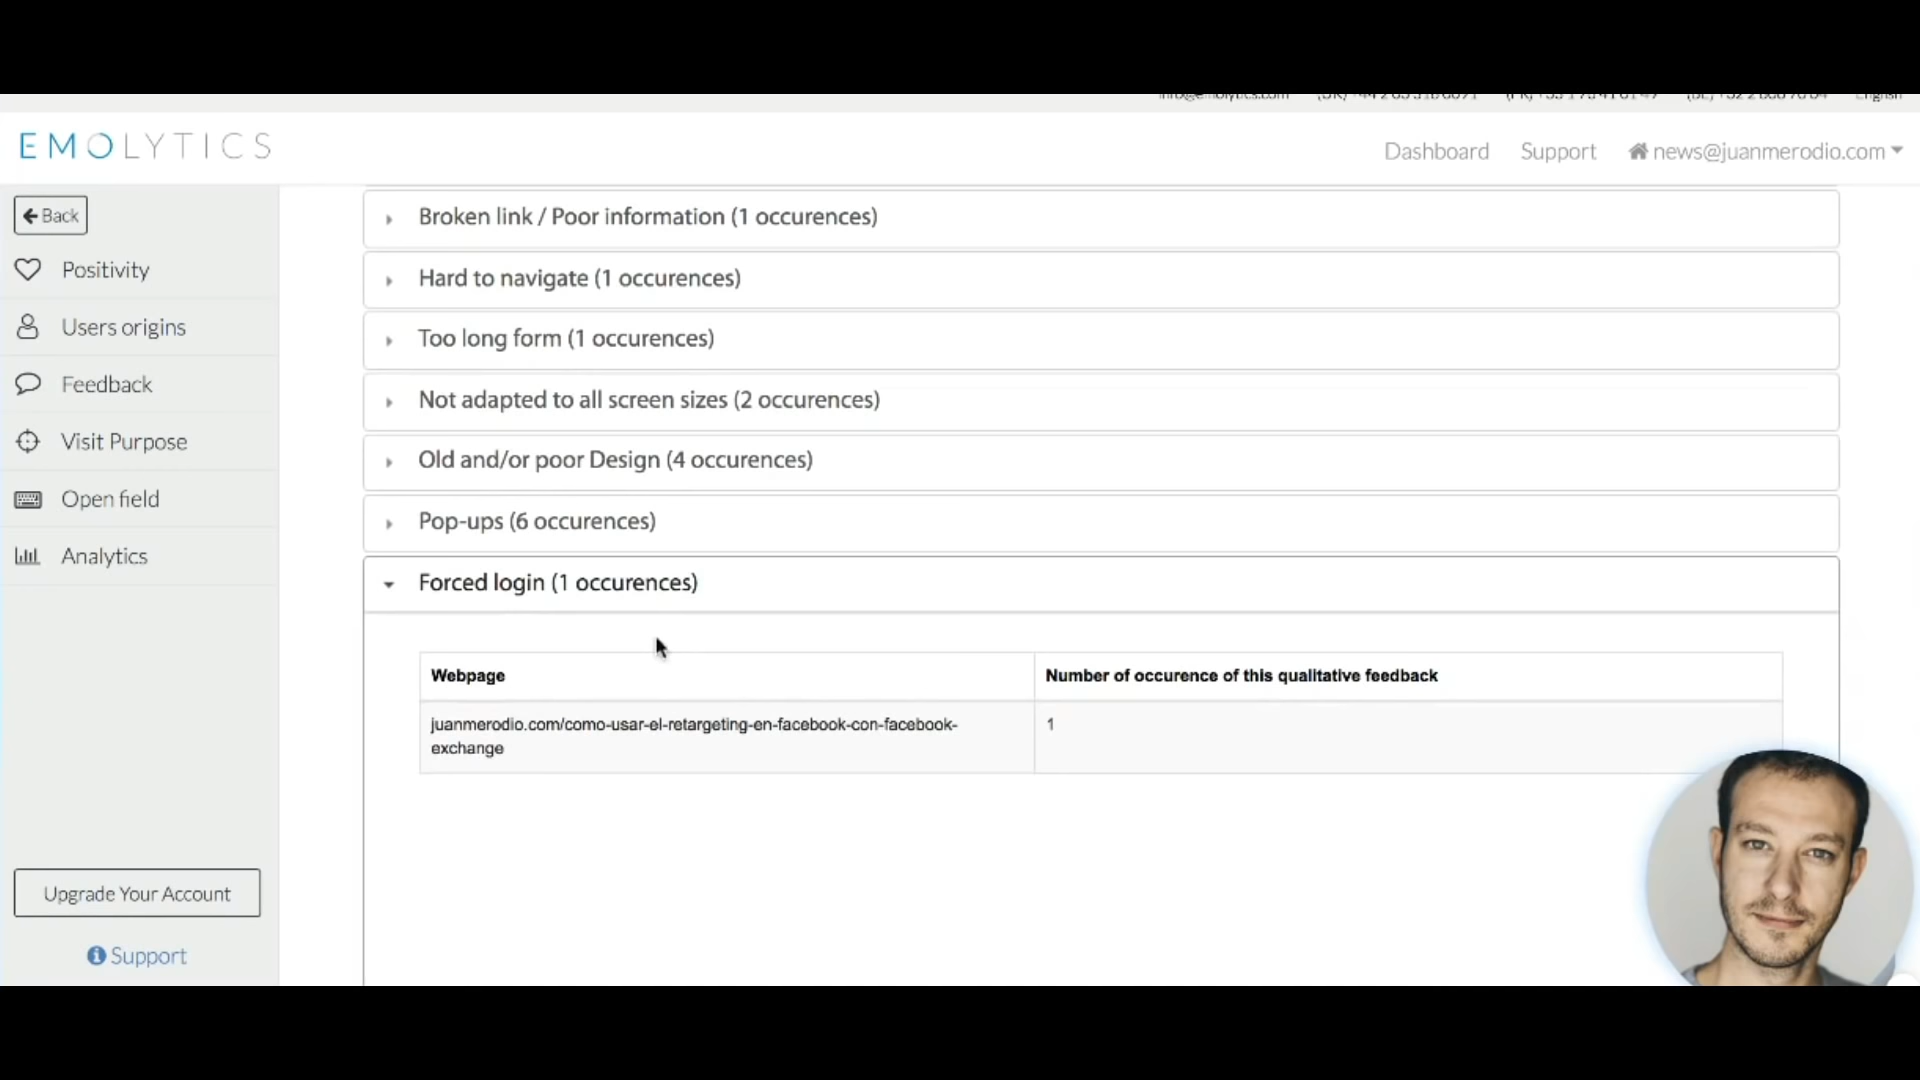 info@emolytics.com
English
EMOLYTICS
Dashboard
Support
news@juanmerodio.com
Back
Positivity
Users origins
Feedback
Visit Purpose
Open field
Analytics
Upgrade Your Account
Support
Broken link / Poor information (1 occurences)
Hard to navigate (1 occurences)
Too long form (1 occurences)
Not adapted to all screen sizes (2 occurences)
Old and/or poor Design (4 occurences)
Pop-ups (6 occurences)
Forced login (1 occurences)
Webpage
Number of occurence of this qualitative feedback
juanmerodio.com/como-usar-el-retargeting-en-facebook-con-facebook-
exchange
1